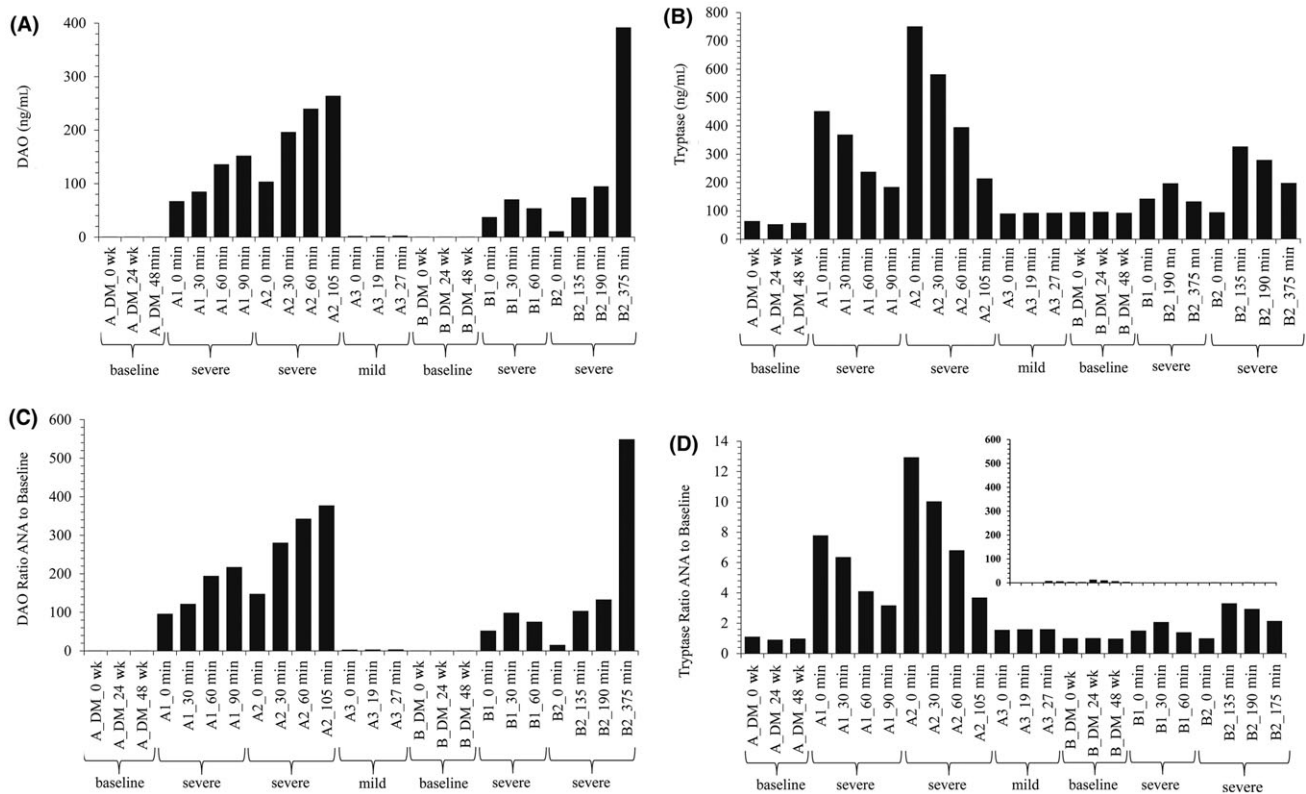 (A)
DAO (ng/mL)
400
300
200
100
0
A_DM_0 wk
A_DM_24 wk
A_DM_48 min
A1_0 min
A1_30 min
A1_60 min
A1_90 min
A2_0 min
A2_30 min
A2_60 min
A2_105 min
A3_0 min
A3_19 min
A3_27 min
B_DM_0 wk
B_DM_24 wk
B_DM_48 wk
B1_0 min
B1_30 min
B1_60 min
B2_0 min
B2_135 min
B2_190 min
B2_375 min
baseline severe severe mild baseline severe severe
(B)
Tryptase (ng/mL)
800
700
600
500
400
300
200
100
0
A_DM_0 wk
A_DM_24 wk
A_DM_48 wk
A1_0 min
A1_30 min
A1_60 min
A1_90 min
A2_0 min
A2_30 min
A2_60 min
A2_105 min
A3_0 min
A3_19 min
A3_27 min
B_DM_0 wk
B_DM_24 wk
B_DM_48 wk
B1_0 min
B2_190 mn
B2_375 min
B2_0 min
B2_135 min
B2_190 min
B2_375 min
baseline severe severe mild baseline severe severe
(C)
DAO Ratio ANA to Baseline
600
500
400
300
200
100
0
A_DM_0 wk
A_DM_24 wk
A_DM_48 wk
A1_0 min
A1_30 min
A1_60 min
A1_90 min
A2_0 min
A2_30 min
A2_60 min
A2_105 min
A3_0 min
A3_19 min
A3_27 min
B_DM_0 wk
B_DM_24 wk
B_DM_48 wk
B1_0 min
B1_30 min
B1_60 min
B2_0 min
B2_135 min
B2_190 min
B2_375 min
baseline severe severe mild baseline severe severe
(D)
Tryptase Ratio ANA to Baseline
14
12
10
8
6
4
2
0
600
500
400
300
200
100
0
A_DM_0 wk
A_DM_24 wk
A_DM_48 wk
A1_0 min
A1_30 min
A1_60 min
A1_90 min
A2_0 min
A2_30 min
A2_60 min
A2_105 min
A3_0 min
A3_19 min
A3_27 min
B_DM_0 wk
B_DM_24 wk
B_DM_48 wk
B1_0 min
B1_30 min
B1_60 min
B2_0 min
B2_135 min
B2_190 min
B2_175 min
baseline severe severe mild baseline severe severe